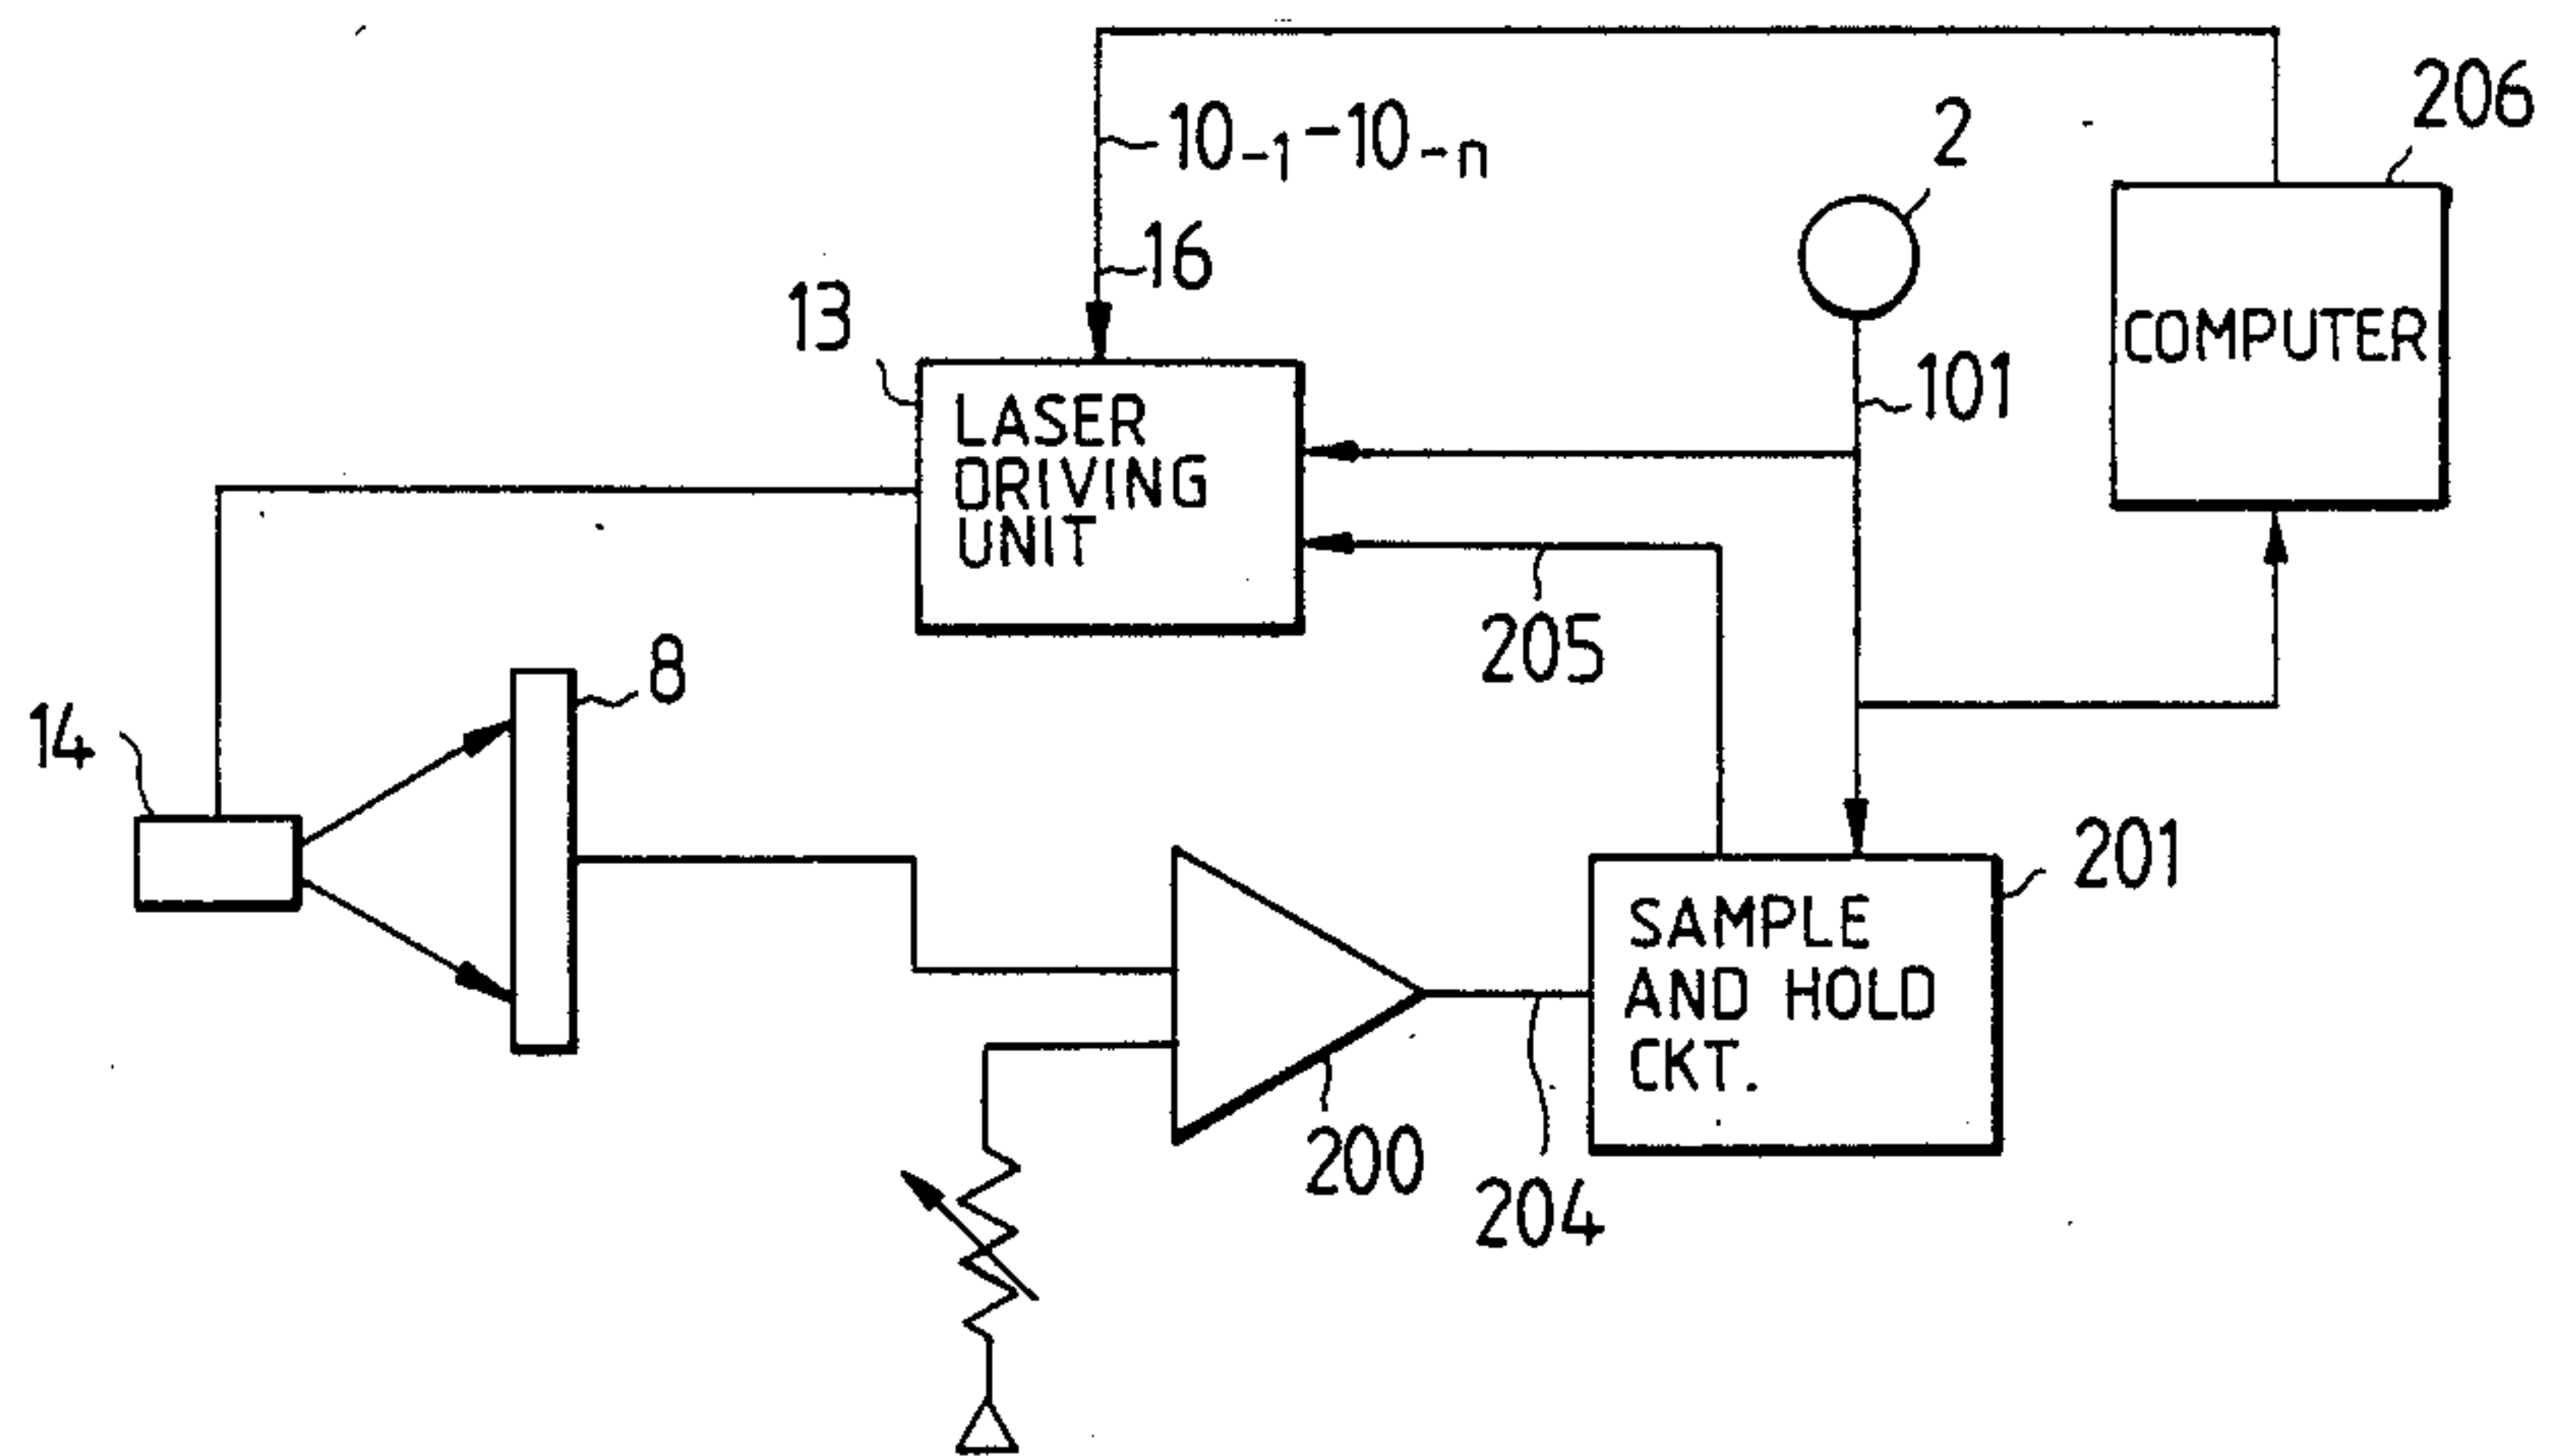 206
2
10-1-10-n
16
13
COMPUTER
101
LASER
DRIVING
UNIT
205
8
14
201
SAMPLE
AND HOLD
CKT.
200
204